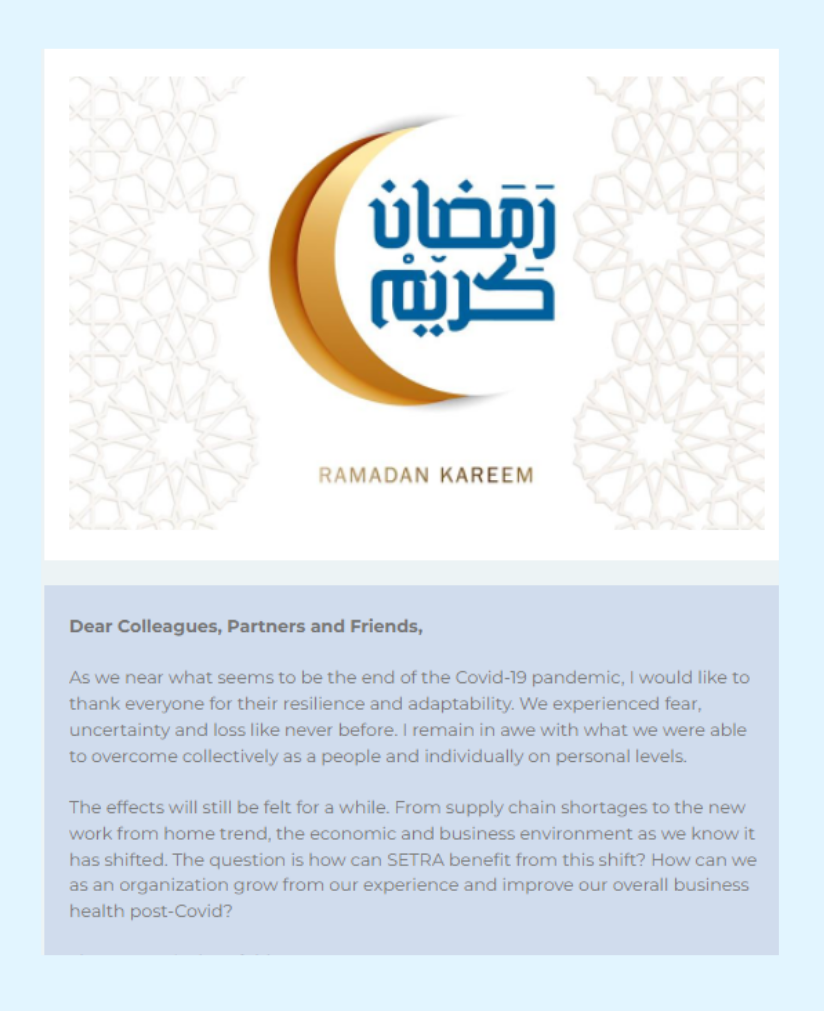 رَمَضان
كَريْم
RAMADAN KAREEM
Dear Colleagues, Partners and Friends,
As we near what seems to be the end of the Covid-19 pandemic, I would like to
thank everyone for their resilience and adaptability. We experienced fear,
uncertainty and loss like never before. I remain in awe with what we were able
to overcome collectively as a people and individually on personal levels.
The effects will still be felt for a while. From supply chain shortages to the new
work from home trend, the economic and business environment as we know it
has shifted. The question is how can SETRA benefit from this shift? How can we
as an organization grow from our experience and improve our overall business
health post-Covid?